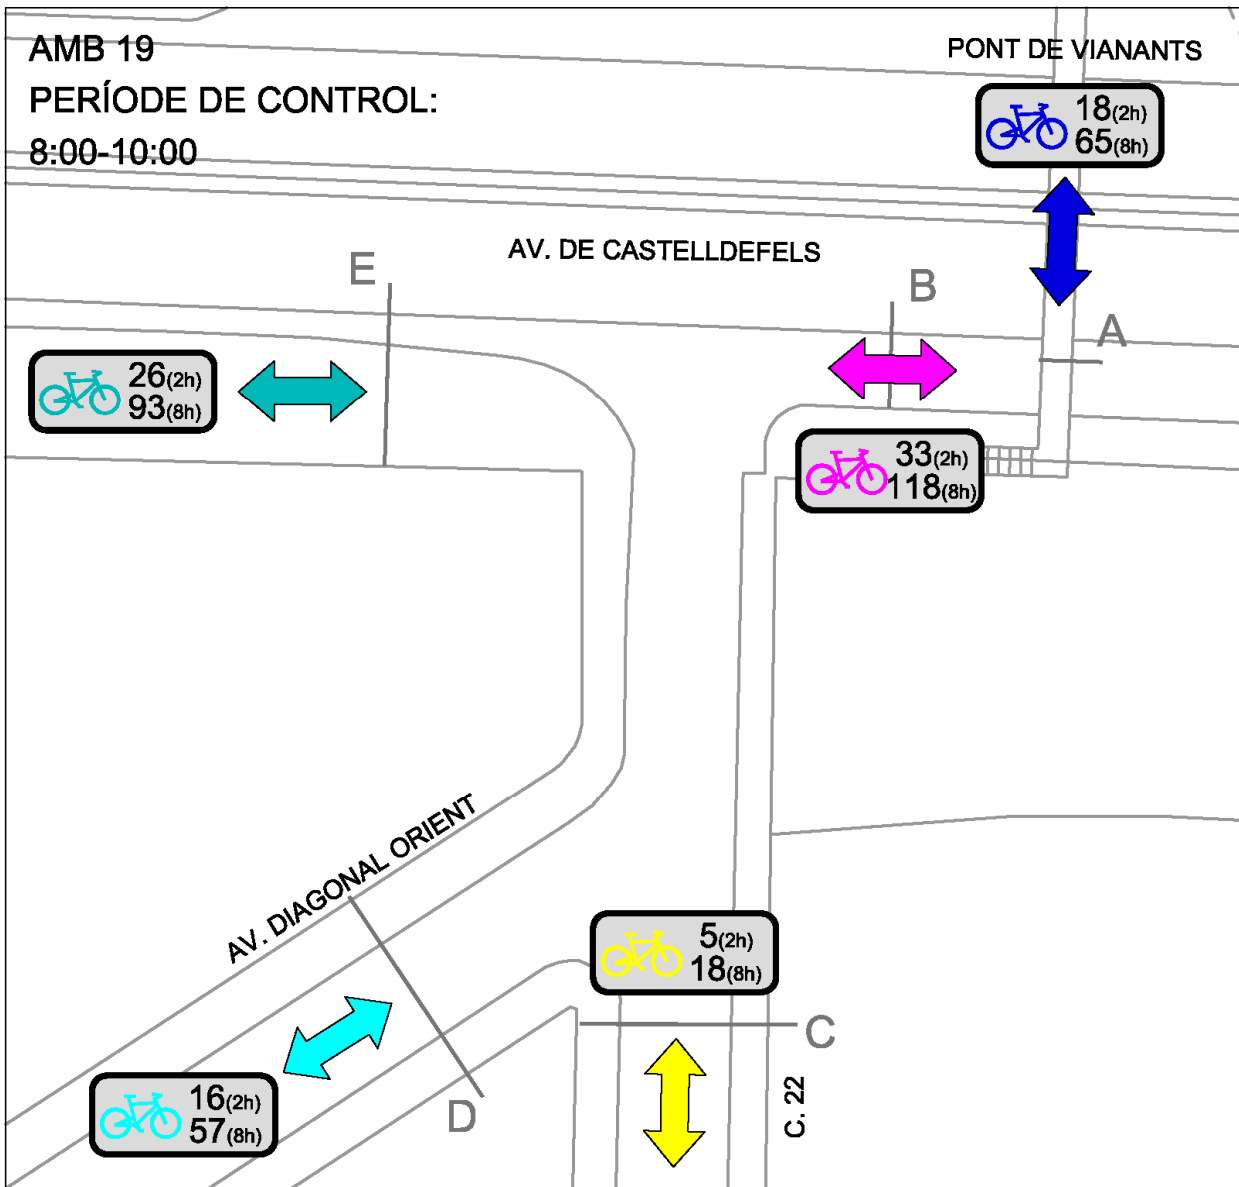 AMB 19
PERÍODE DE CONTROL:
8:00-10:00
PONT DE VIANANTS
18(2h)
65(8h)
AV. DE CASTELLDEFELS
E
B
A
26(2h)
93(8h)
33(2h)
118(8h)
AV. DIAGONAL ORIENT
5(2h)
18(8h)
C
D
C. 22
16(2h)
57(8h)